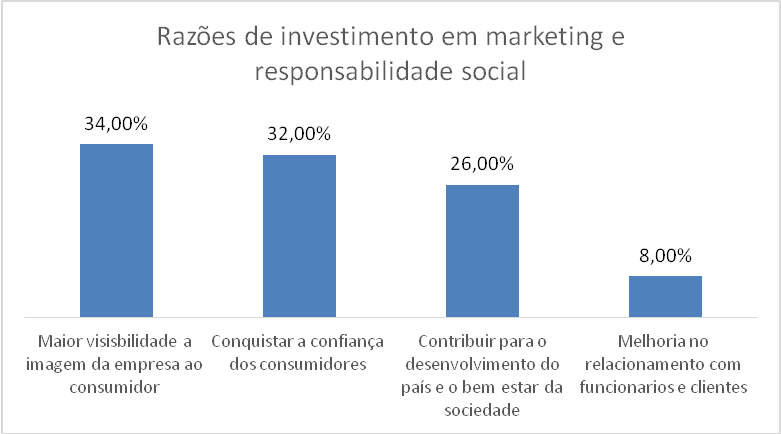 Razões de investimento em marketing e
responsabilidade social
34,00%
32,00%
26,00%
8,00%
Maior visisbilidade a
imagem da empresa ao
consumidor
Conquistar a confiança
dos consumidores
Contribuir para o
desenvolvimento do
país e o bem estar da
sociedade
Melhoria no
relacionamento com
funcionarios e clientes